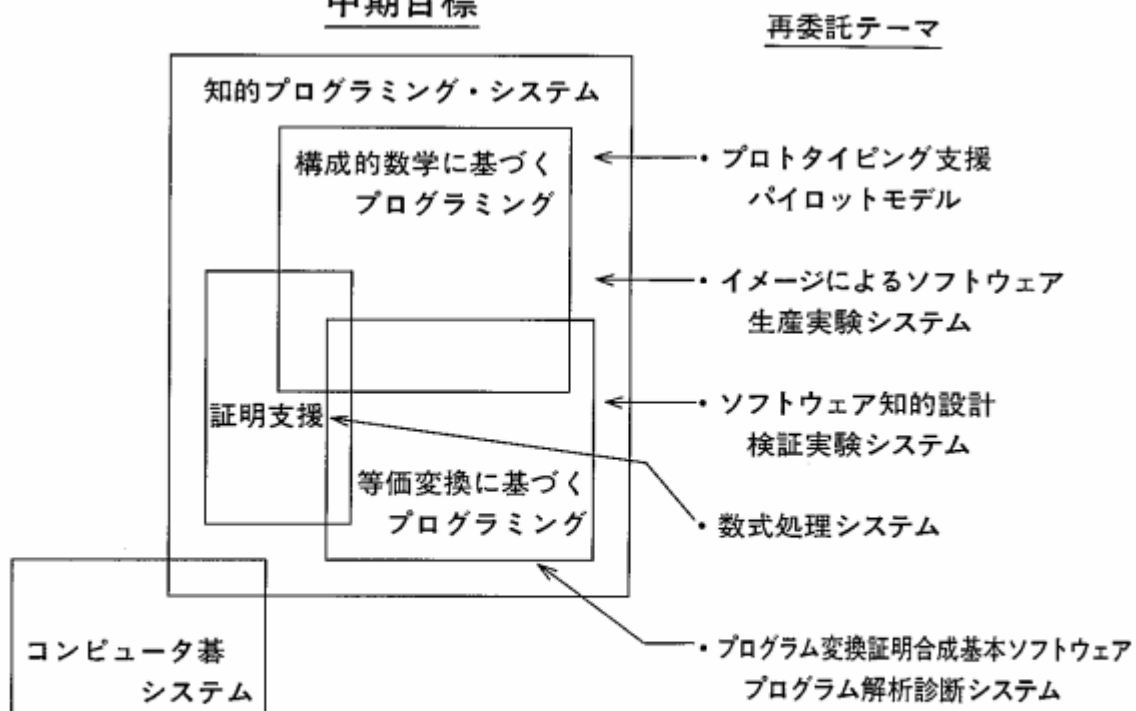 中期目標
再委託テーマ
知的プログラミング・システム
構成的数学に基づく
プログラミング
証明支援
等価変換に基づく
プログラミング
コンピュータ碁
システム
・プロトタイピング支援
パイロットモデル
・イメージによるソフトウェア
生産実験システム
・ソフトウェア知的設計
検証実験システム
・数式処理システム
・プログラム変換証明合成基本ソフトウェア
プログラム解析診断システム